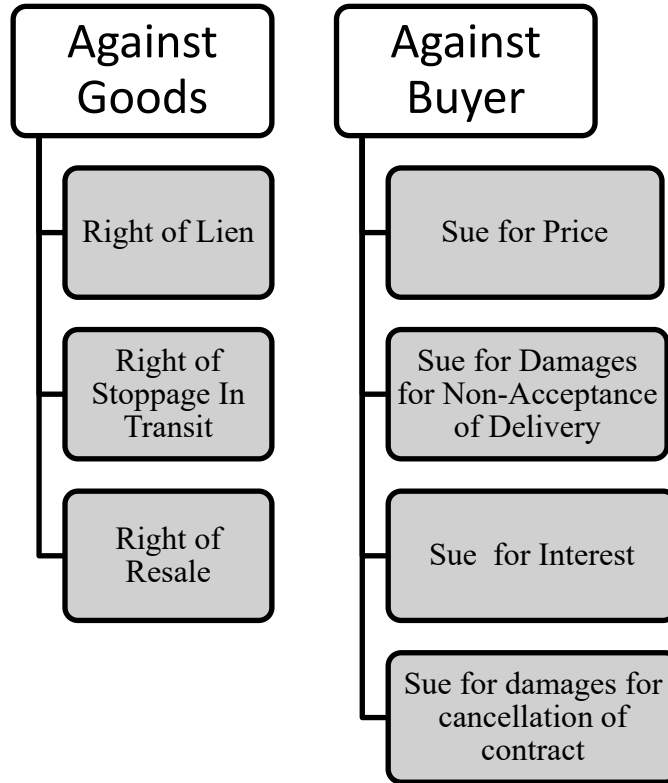 Against
Goods
Right of Lien
Right of
Stoppage In
Transit
Right of
Resale
Against
Buyer
Sue for Price
Sue for Damages
for Non-Acceptance
of Delivery
Sue  for Interest
Sue for damages for
cancellation of
contract